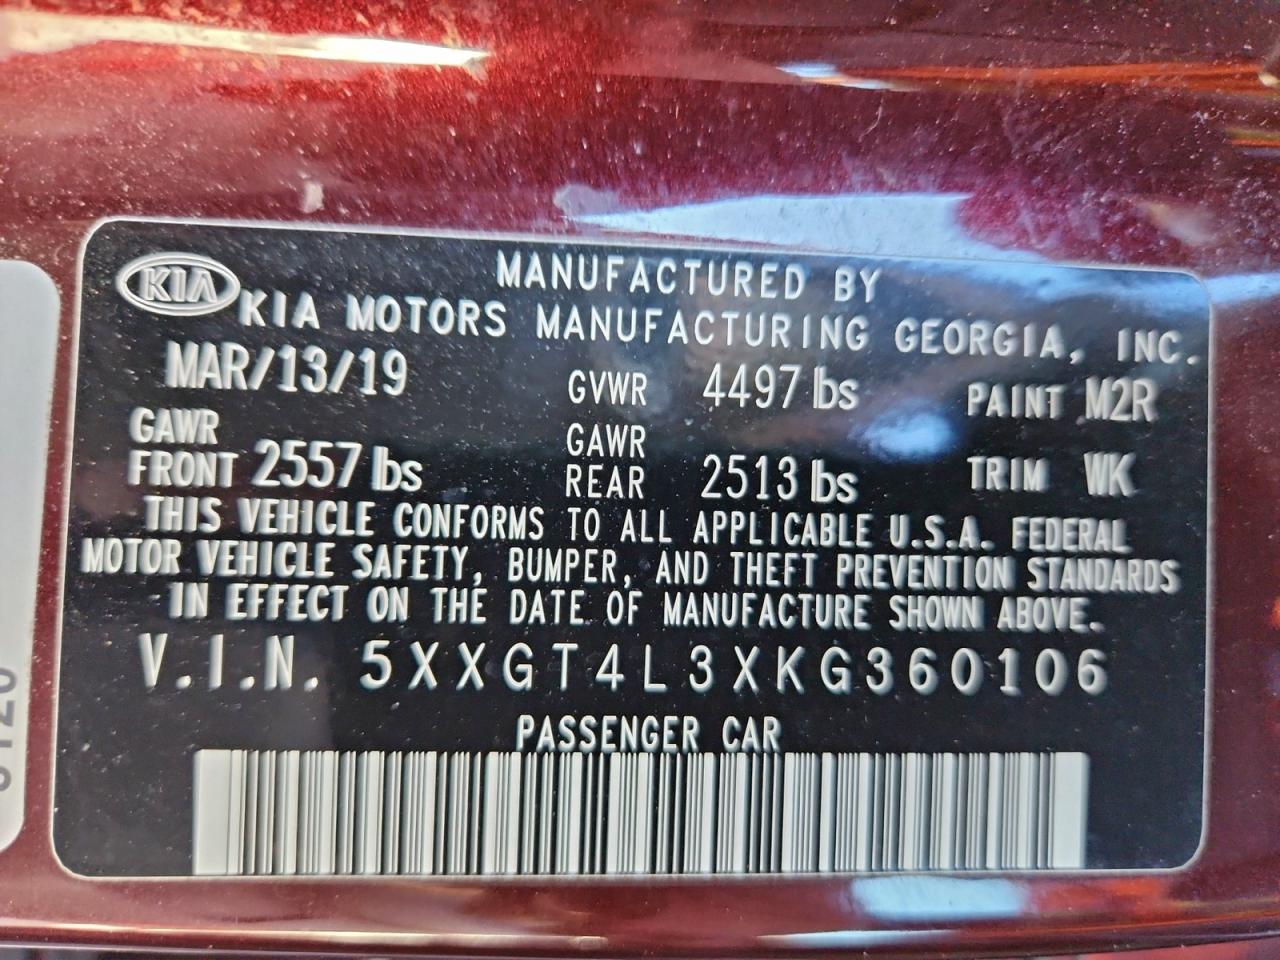 KIA
MANUFACTURED BY
KIA MOTORS MANUFACTURING GEORGIA, INC.
MAR/13/19 GVWR 4497 lbs PAINT M2R
GAWR FRONT 2557 lbs GAWR REAR 2513 lbs TRIM WK
THIS VEHICLE CONFORMS TO ALL APPLICABLE U.S.A. FEDERAL
MOTOR VEHICLE SAFETY, BUMPER, AND THEFT PREVENTION STANDARDS
IN EFFECT ON THE DATE OF MANUFACTURE SHOWN ABOVE.
V.I.N. 5XXGT4L3XKG360106
PASSENGER CAR